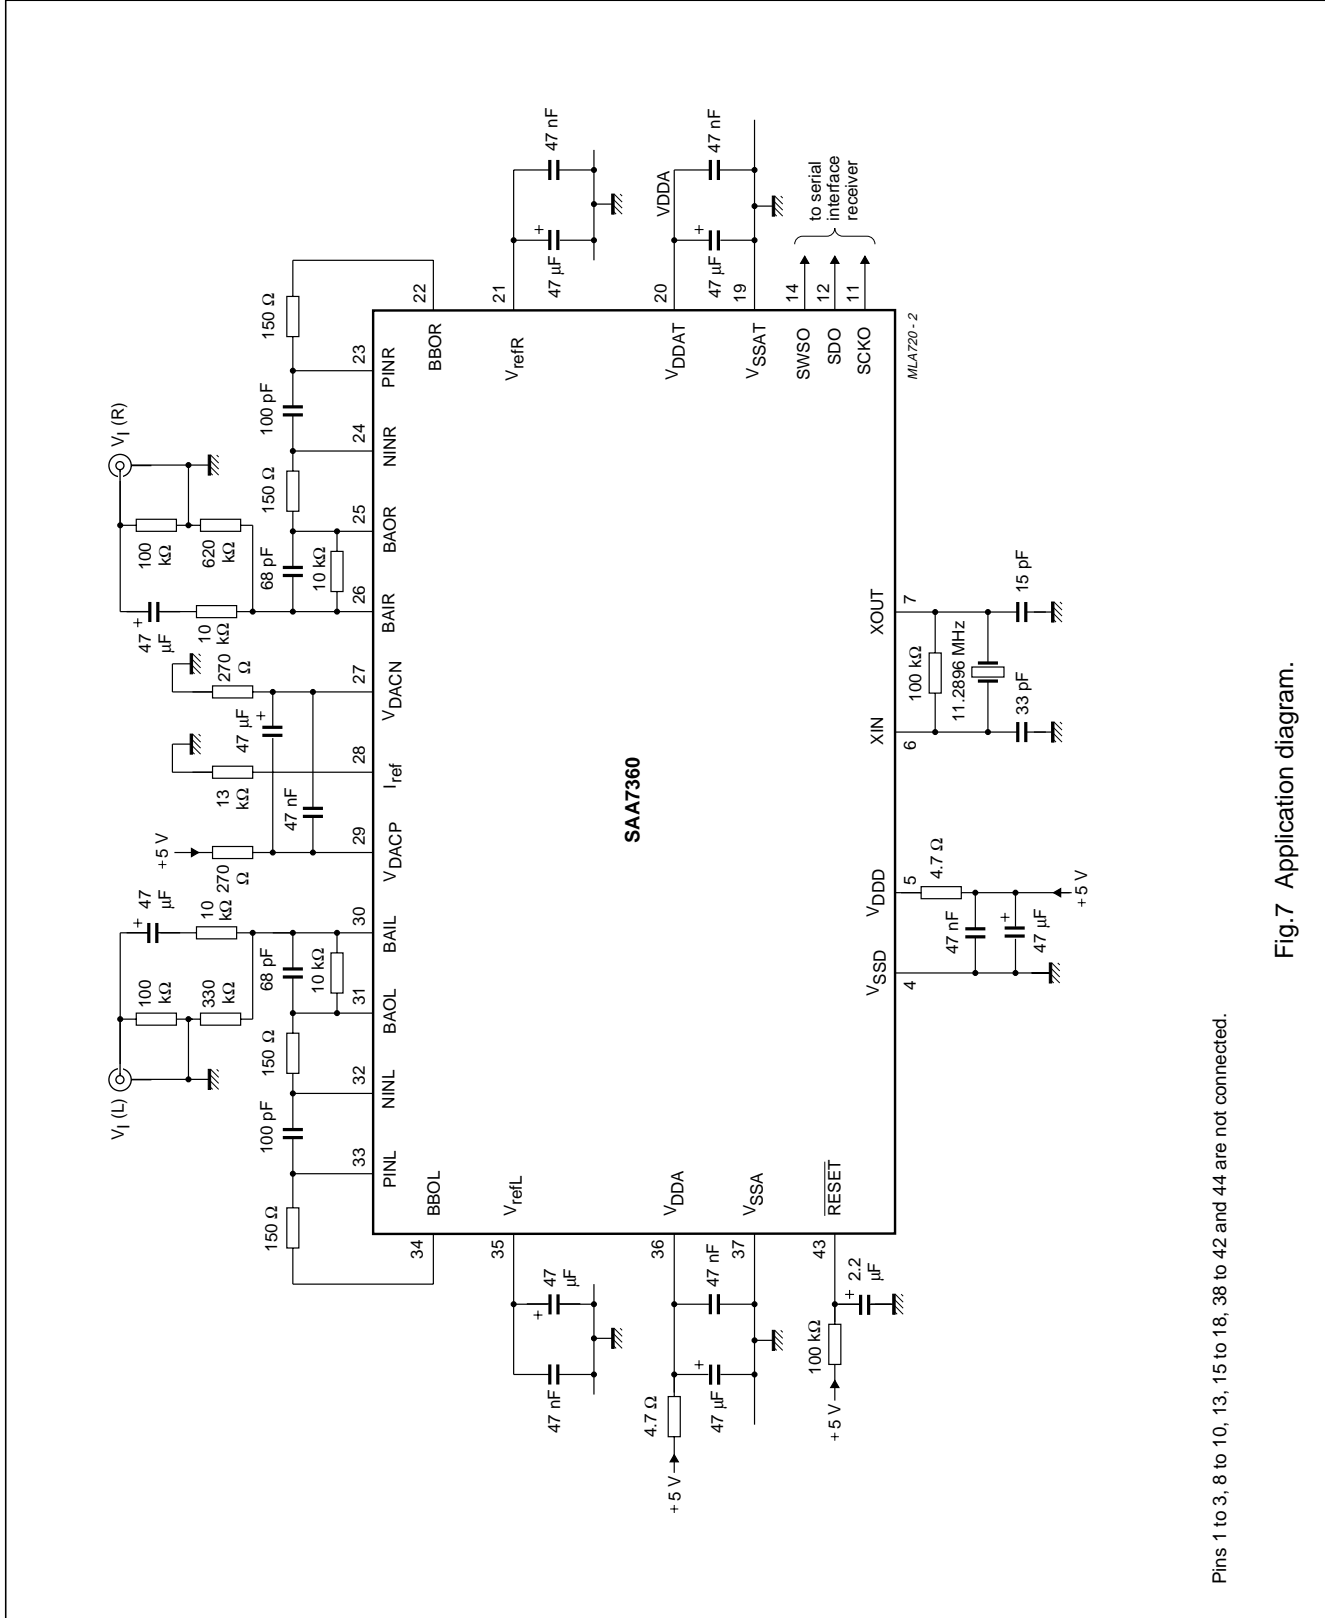 V_I (L)
V_I (R)
100 kΩ
330 kΩ
47 μF
+
10 kΩ
+5 V
270 Ω
13 kΩ
47 μF
+
47 nF
270 Ω
47 μF
+
10 kΩ
100 kΩ
620 kΩ
150 Ω
100 pF
150 Ω
68 pF
10 kΩ
68 pF
10 kΩ
150 Ω
100 pF
150 Ω
33
32
31
30
29
28
27
26
25
24
23
PINL
NINL
BAOL
BAIL
V_DACP
I_ref
V_DACN
BAIR
BAOR
NINR
PINR
34
BBOL
BBOR
22
35
V_refL
V_refR
21
47 nF
+
47 μF
+
47 μF
47 nF
SAA7360
+5 V
4.7 Ω
36
V_DDA
V_DDAT
20
VDDA
+
47 μF
47 nF
+
47 μF
47 nF
37
V_SSA
V_SSAT
19
+5 V
100 kΩ
43
RESET
+
2.2 μF
SWSO
14
SDO
12
SCKO
11
to serial
interface
receiver
V_SSD
V_DDD
XIN
XOUT
4
5
6
7
4.7 Ω
47 nF
+
47 μF
+5 V
100 kΩ
11.2896 MHz
33 pF
15 pF
MLA720 - 2
Pins 1 to 3, 8 to 10, 13, 15 to 18, 38 to 42 and 44 are not connected.
Fig.7 Application diagram.